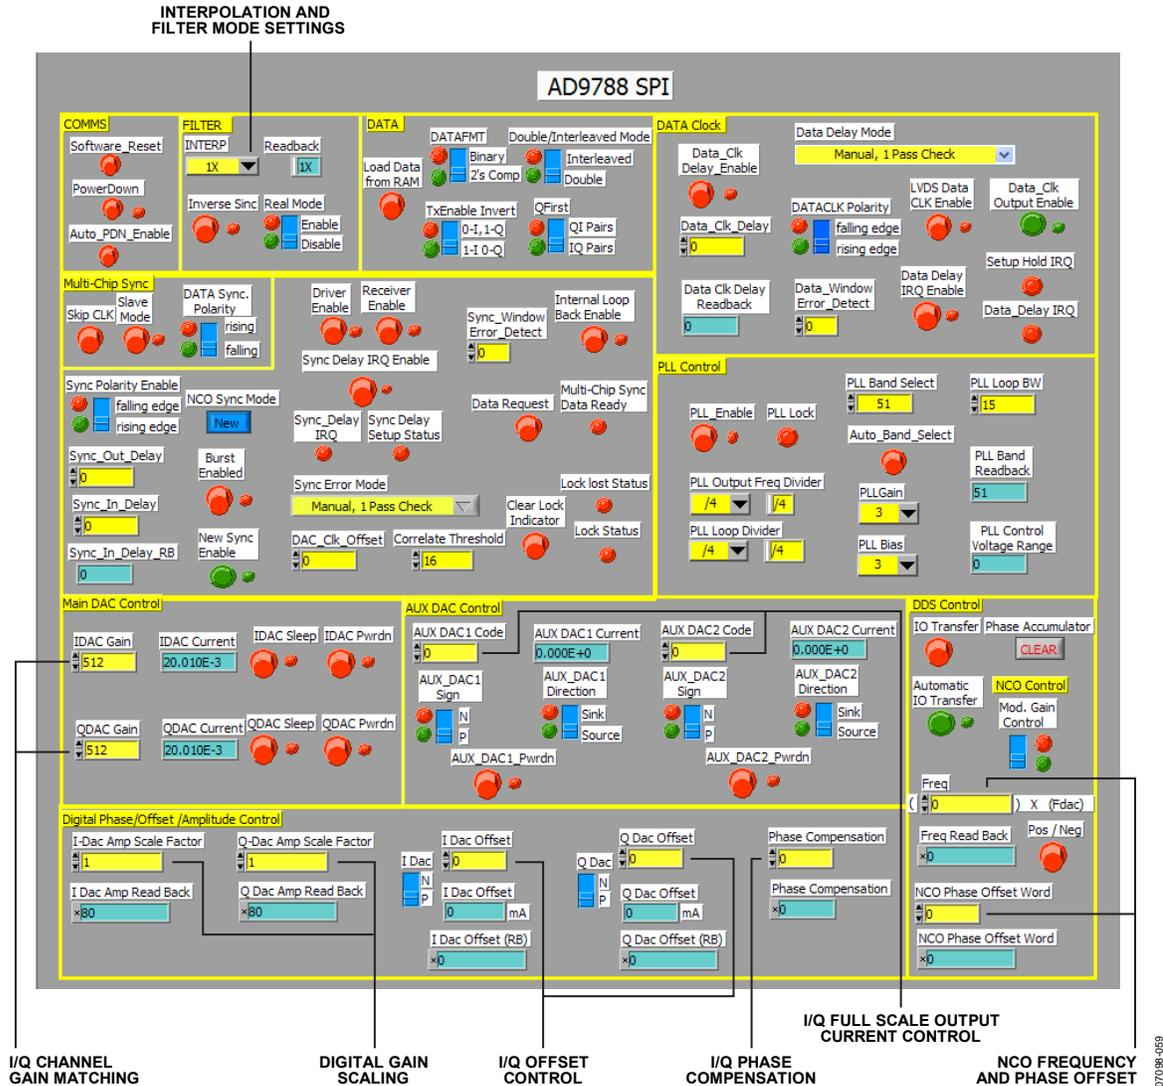 INTERPOLATION AND
FILTER MODE SETTINGS
AD9788 SPI
COMMS
Software_Reset
PowerDown
Auto_PDN_Enable
FILTER
INTERP
1X
Readback
1X
Inverse Sinc
Real Mode
Enable
Disable
DATA
Load Data
from RAM
DATAFMT
Binary
2's Comp
Double/Interleaved Mode
Interleaved
Double
TxEnable Invert
0-I,1-Q
1-I 0-Q
QFirst
QI Pairs
IQ Pairs
DATA Clock
Data_Clk
Delay_Enable
Data Delay Mode
Manual, 1 Pass Check
Data_Clk_Delay
0
DATACLK Polarity
falling edge
rising edge
LVDS Data
CLK Enable
Data_Clk
Output Enable
Setup Hold IRQ
Data Clk Delay
Readback
0
Data_Window
Error_Detect
0
Data Delay
IRQ Enable
Data_Delay IRQ
Multi-Chip Sync
Skip CLK
Slave
Mode
DATA Sync.
Polarity
rising
falling
Driver
Enable
Receiver
Enable
Sync Delay IRQ Enable
Sync_Window
Error_Detect
0
Internal Loop
Back Enable
Sync Polarity Enable
falling edge
rising edge
NCO Sync Mode
New
Sync_Delay
IRQ
Sync Delay
Setup Status
Data Request
Multi-Chip Sync
Data Ready
Sync_Out_Delay
0
Burst
Enabled
Sync_In_Delay
0
Sync Error Mode
Manual, 1 Pass Check
Clear Lock
Indicator
Lock lost Status
Lock Status
Sync_In_Delay_RB
0
New Sync
Enable
DAC_Clk_Offset
0
Correlate Threshold
16
PLL Control
PLL_Enable
PLL Lock
PLL Band Select
51
PLL Loop BW
15
Auto_Band_Select
PLL Band
Readback
51
PLL Output Freq Divider
/4
/4
PLLGain
3
PLL Loop Divider
/4
/4
PLL Bias
3
PLL Control
Voltage Range
0
Main DAC Control
IDAC Gain
512
IDAC Current
20.010E-3
IDAC Sleep
IDAC Pwrdn
QDAC Gain
512
QDAC Current
20.010E-3
QDAC Sleep
QDAC Pwrdn
AUX DAC Control
AUX DAC1 Code
0
AUX DAC1 Current
0.000E+0
AUX DAC2 Code
0
AUX DAC2 Current
0.000E+0
AUX_DAC1
Sign
N
P
AUX_DAC1
Direction
Sink
Source
AUX_DAC2
Sign
N
P
AUX_DAC2
Direction
Sink
Source
AUX_DAC1_Pwrdn
AUX_DAC2_Pwrdn
DDS Control
IO Transfer
Phase Accumulator
CLEAR
Automatic
IO Transfer
NCO Control
Mod. Gain
Control
Freq
( 0 ) X (Fdac)
Freq Read Back
x0
Pos / Neg
NCO Phase Offset Word
0
NCO Phase Offset Word
x0
Digital Phase/Offset /Amplitude Control
I-Dac Amp Scale Factor
1
Q-Dac Amp Scale Factor
1
I Dac Amp Read Back
x80
Q Dac Amp Read Back
x80
I Dac
N
P
I Dac Offset
0
I Dac Offset
0 mA
I Dac Offset (RB)
x0
Q Dac
N
P
Q Dac Offset
0
Q Dac Offset
0 mA
Q Dac Offset (RB)
x0
Phase Compensation
0
Phase Compensation
x0
I/Q CHANNEL
GAIN MATCHING
DIGITAL GAIN
SCALING
I/Q OFFSET
CONTROL
I/Q PHASE
COMPENSATION
I/Q FULL SCALE OUTPUT
CURRENT CONTROL
NCO FREQUENCY
AND PHASE OFFSET
07098-059